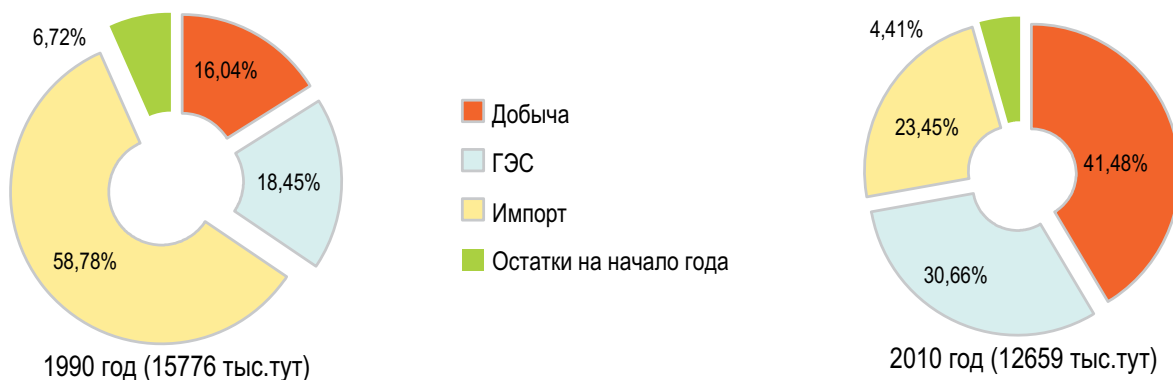 6,72%
16,04%
18,45%
58,78%
1990 год (15776 тыс.тут)
Добыча
ГЭС
Импорт
Остатки на начало года
4,41%
23,45%
41,48%
30,66%
2010 год (12659 тыс.тут)